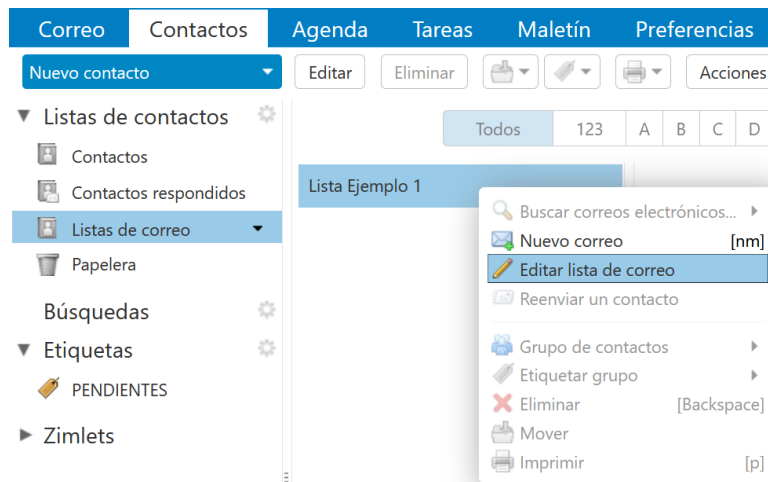 Correo Contactos Agenda Tareas Maletín Preferencias
Nuevo contacto Editar Eliminar Acciones
Listas de contactos
Todos 123 A B C D
Contactos
Contactos respondidos
Lista Ejemplo 1
Listas de correo
Papelera
Búsquedas
Etiquetas
PENDIENTES
Zimlets
Buscar correos electrónicos...
Nuevo correo [nm]
Editar lista de correo
Reenviar un contacto
Grupo de contactos
Etiquetar grupo
Eliminar [Backspace]
Mover
Imprimir [p]